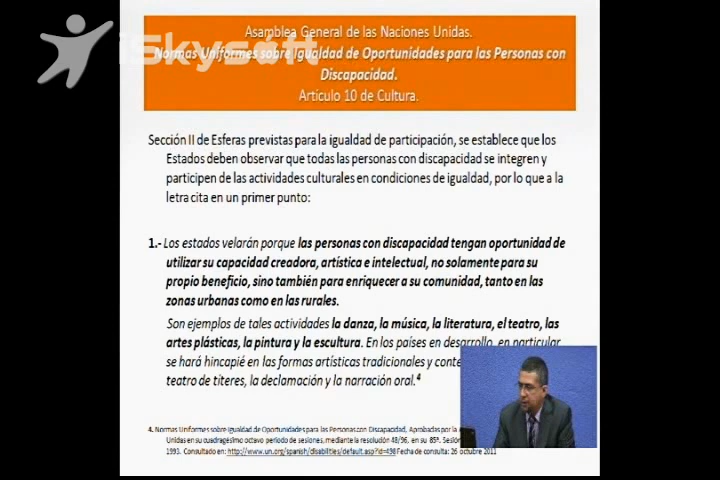 iSkysoft
Asamblea General de las Naciones Unidas.
Normas Uniformes sobre Igualdad de Oportunidades para las Personas con
Discapacidad.
Artículo 10 de Cultura.
Sección II de Esferas previstas para la igualdad de participación, se establece que los
Estados deben observar que todas las personas con discapacidad se integren y
participen de las actividades culturales en condiciones de igualdad, por lo que a la
letra cita en un primer punto:
1.- Los estados velarán porque las personas con discapacidad tengan oportunidad de
utilizar su capacidad creadora, artística e intelectual, no solamente para su
propio beneficio, sino también para enriquecer a su comunidad, tanto en las
zonas urbanas como en las rurales.
Son ejemplos de tales actividades la danza, la música, la literatura, el teatro, las
artes plásticas, la pintura y la escultura. En los países en desarrollo, en particular
se hará hincapié en las formas artísticas tradicionales y
teatro de títeres, la declamación y la narración oral.4
4. Normas Uniformes sobre Igualdad de Oportunidades para las Personas con Discapacidad, Aprobadas por la
Unidas en su cuadragésimo octavo periodo de sesiones, mediante la resolución 48/96, en su 85ª. Sesión
1993. Consultado en: http://www.un.org/spanish/disabilities/default.asp?id=498 Fecha de consulta: 26 octubre 2011